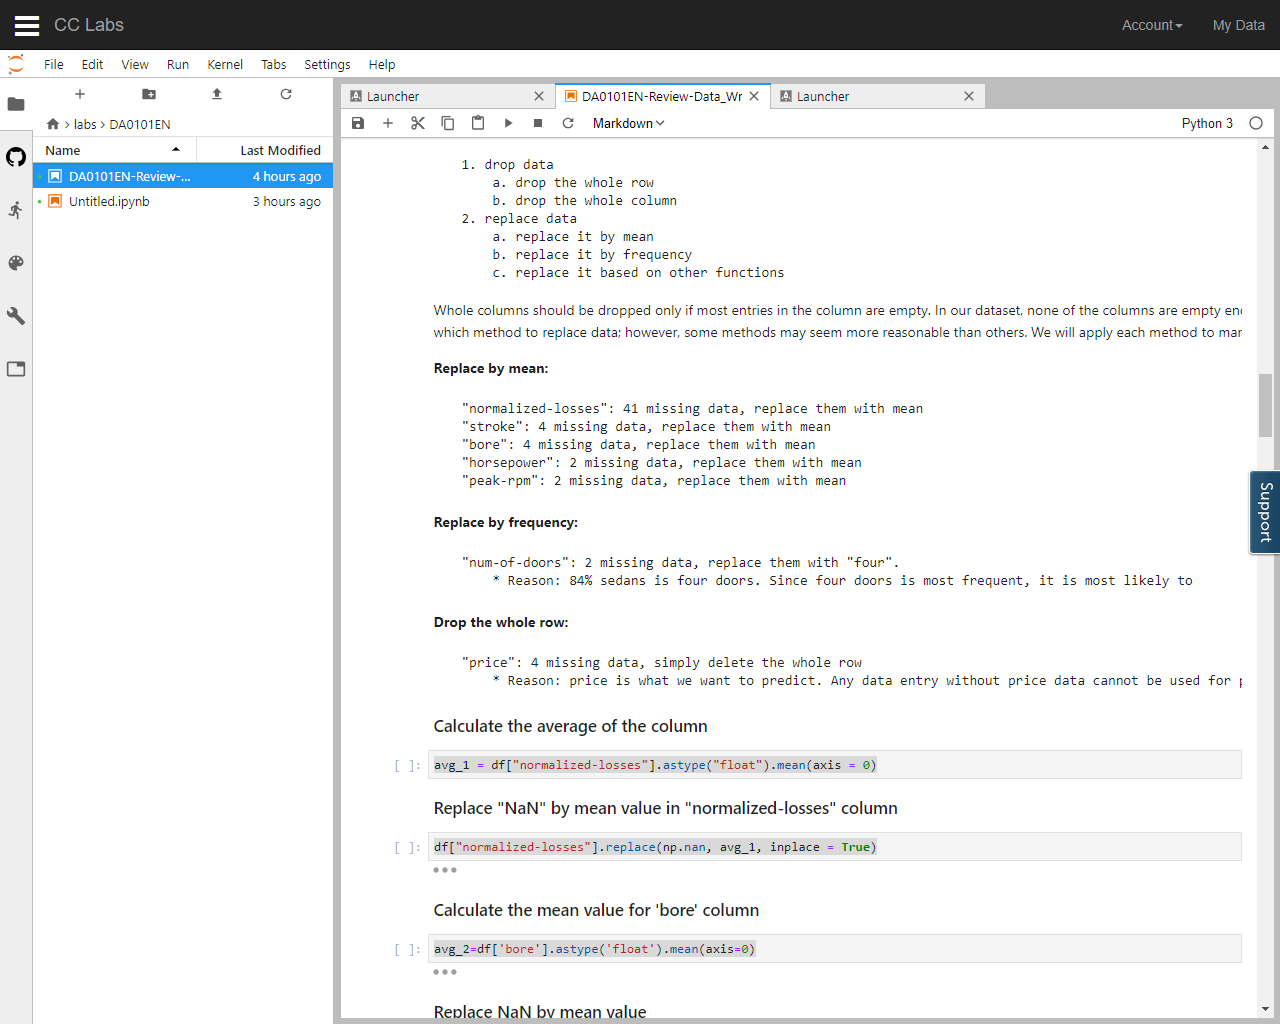 CC Labs
Account
My Data
File Edit View Run Kernel Tabs Settings Help
Launcher
DA0101EN-Review-Data_Wr
Launcher
Markdown
Python 3
> labs > DA0101EN
Name
Last Modified
DA0101EN-Review-...
4 hours ago
Untitled.ipynb
3 hours ago
1. drop data
a. drop the whole row
b. drop the whole column
2. replace data
a. replace it by mean
b. replace it by frequency
c. replace it based on other functions
Whole columns should be dropped only if most entries in the column are empty. In our dataset, none of the columns are empty en
which method to replace data; however, some methods may seem more reasonable than others. We will apply each method to mar
Replace by mean:
"normalized-losses": 41 missing data, replace them with mean
"stroke": 4 missing data, replace them with mean
"bore": 4 missing data, replace them with mean
"horsepower": 2 missing data, replace them with mean
"peak-rpm": 2 missing data, replace them with mean
Replace by frequency:
"num-of-doors": 2 missing data, replace them with "four".
* Reason: 84% sedans is four doors. Since four doors is most frequent, it is most likely to
Drop the whole row:
"price": 4 missing data, simply delete the whole row
* Reason: price is what we want to predict. Any data entry without price data cannot be used for p
Calculate the average of the column
[ ]: avg_1 = df["normalized-losses"].astype("float").mean(axis = 0)
Replace "NaN" by mean value in "normalized-losses" column
[ ]: df["normalized-losses"].replace(np.nan, avg_1, inplace = True)
Calculate the mean value for 'bore' column
[ ]: avg_2=df['bore'].astype('float').mean(axis=0)
Replace NaN by mean value
Support